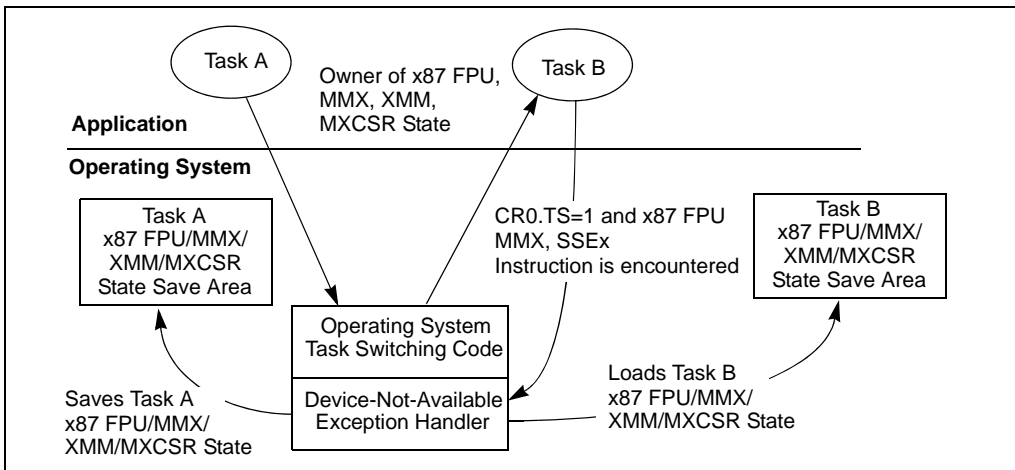 Task A
Owner of x87 FPU,
MMX, XMM,
MXCSR State
Task B
Application
Operating System
Task A
x87 FPU/MMX/
XMM/MXCSR
State Save Area
CR0.TS=1 and x87 FPU
MMX, SSEx
Instruction is encountered
Task B
x87 FPU/MMX/
XMM/MXCSR
State Save Area
Operating System
Task Switching Code
Device-Not-Available
Exception Handler
Saves Task A
x87 FPU/MMX/
XMM/MXCSR State
Loads Task B
x87 FPU/MMX/
XMM/MXCSR State